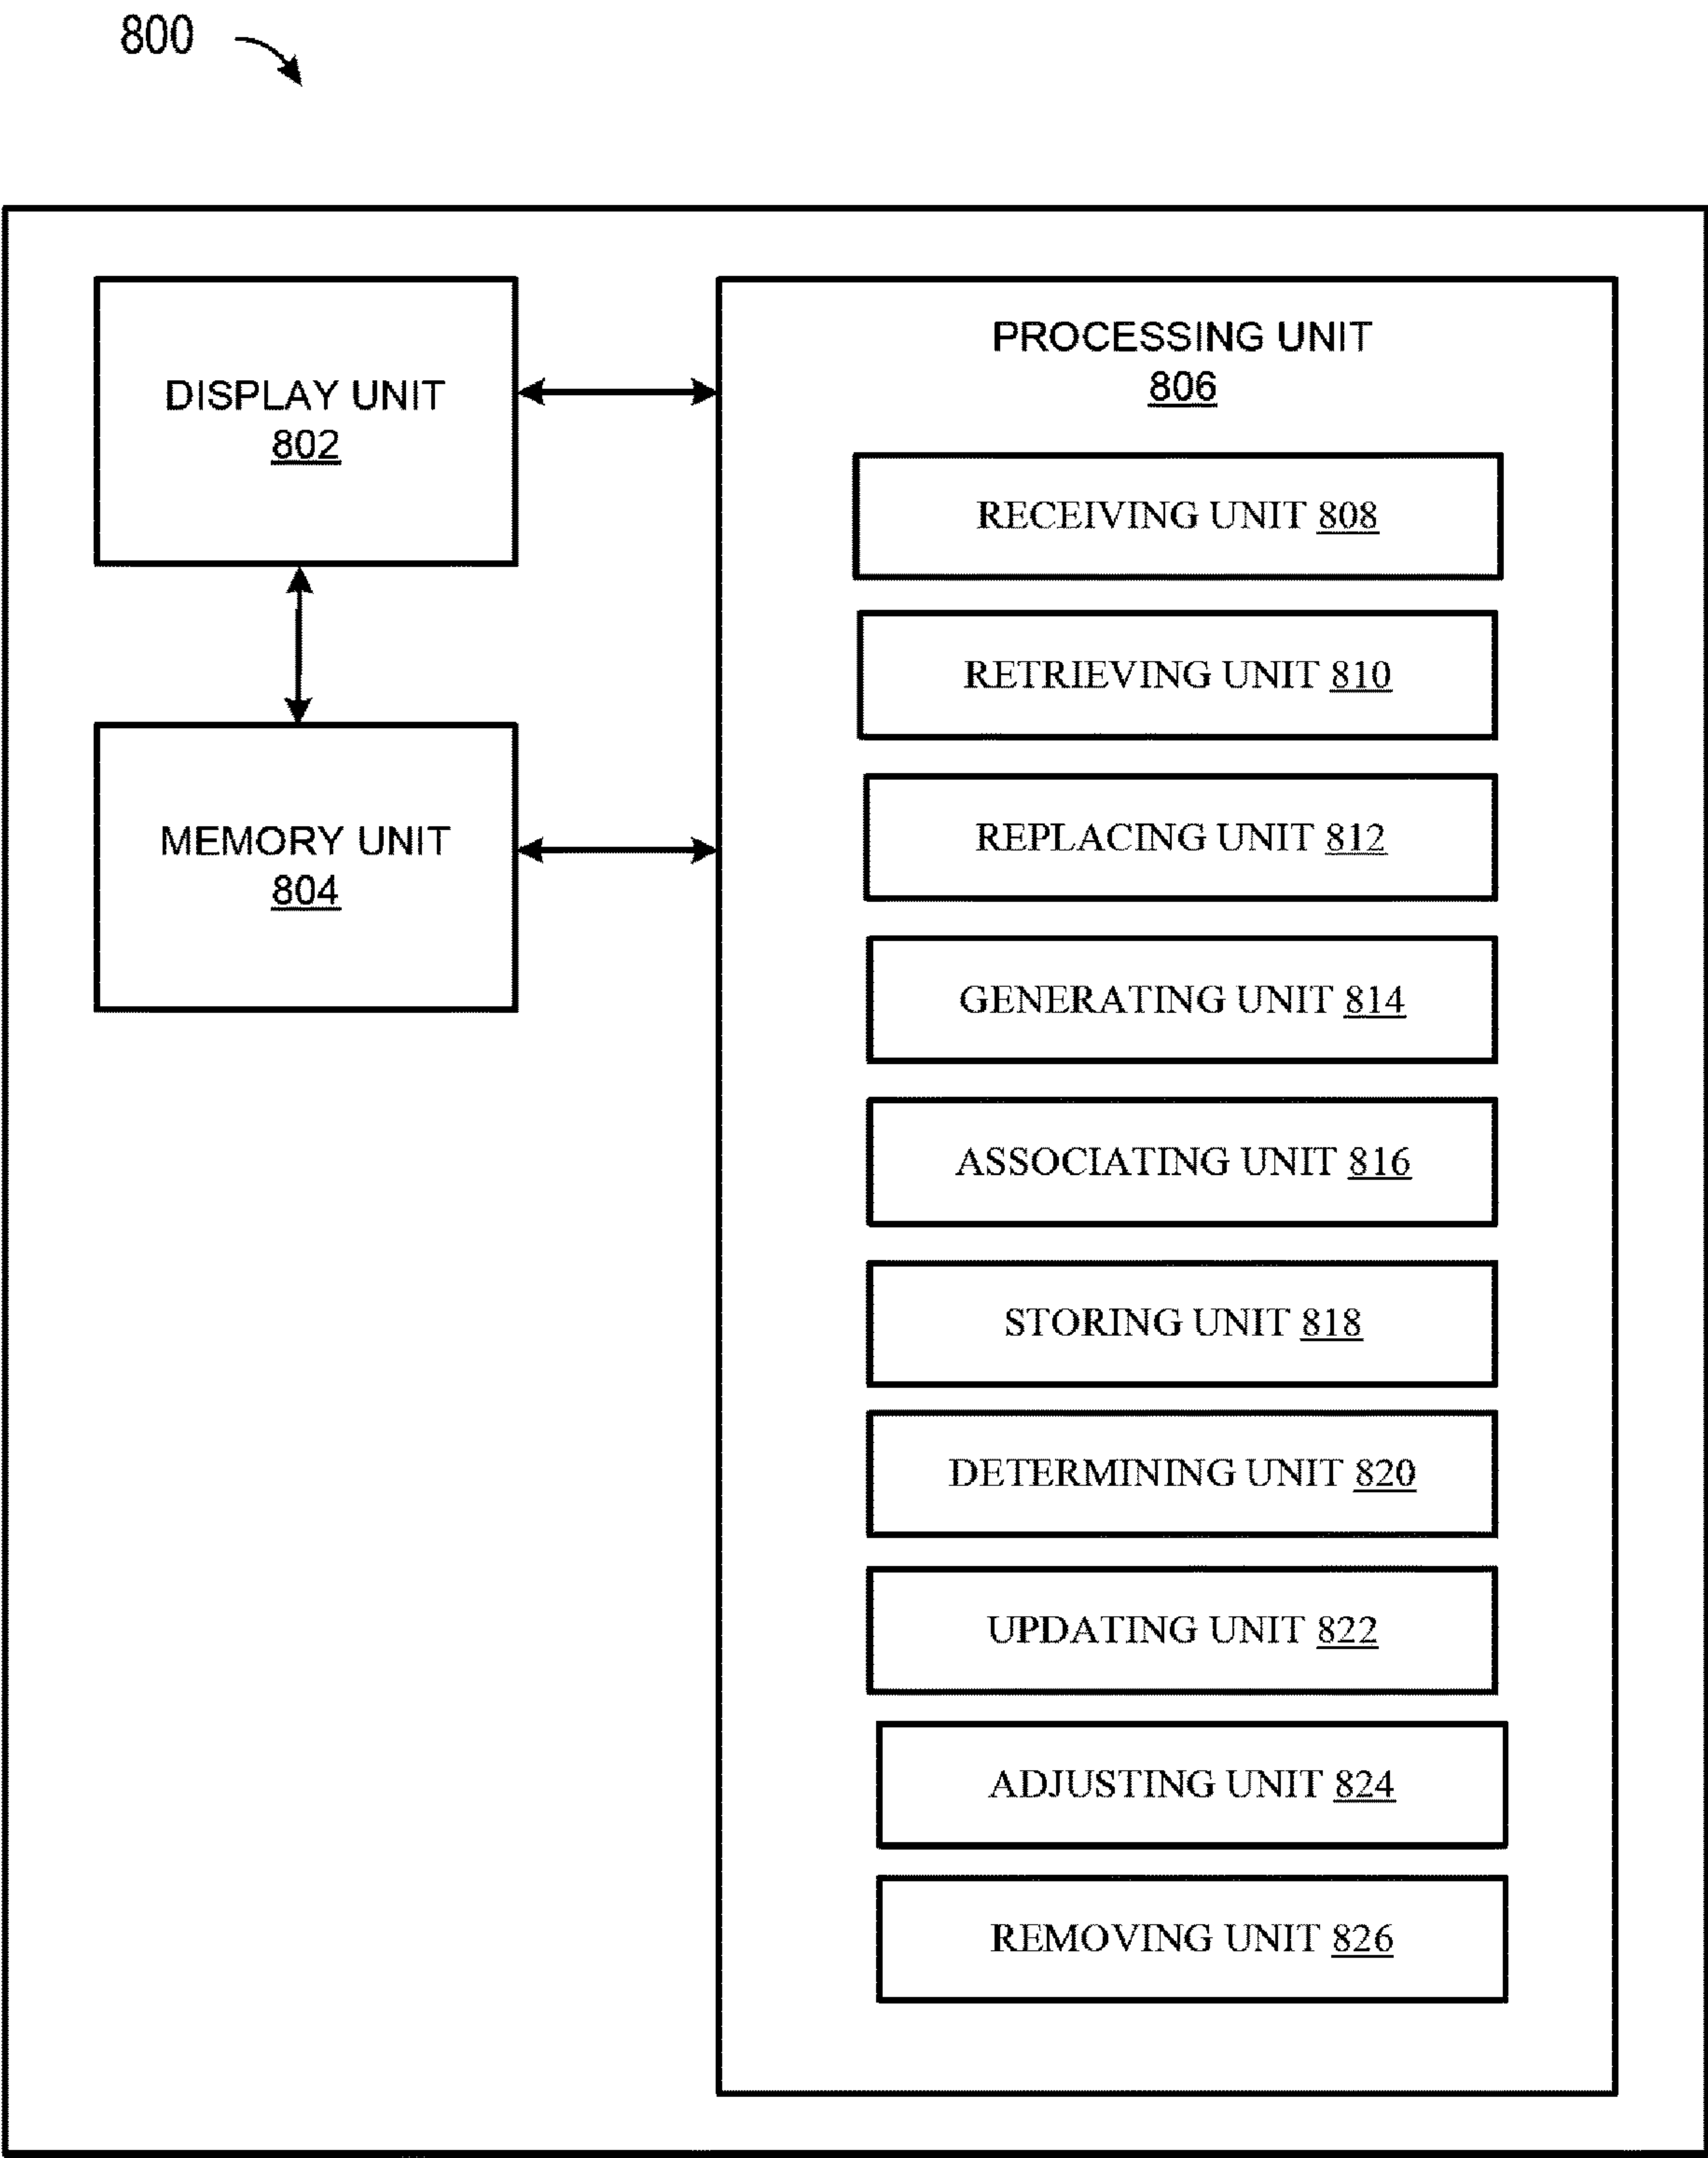 800
DISPLAY UNIT
802
MEMORY UNIT
804
PROCESSING UNIT
806
RECEIVING UNIT 808
RETRIEVING UNIT 810
REPLACING UNIT 812
GENERATING UNIT 814
ASSOCIATING UNIT 816
STORING UNIT 818
DETERMINING UNIT 820
UPDATING UNIT 822
ADJUSTING UNIT 824
REMOVING UNIT 826